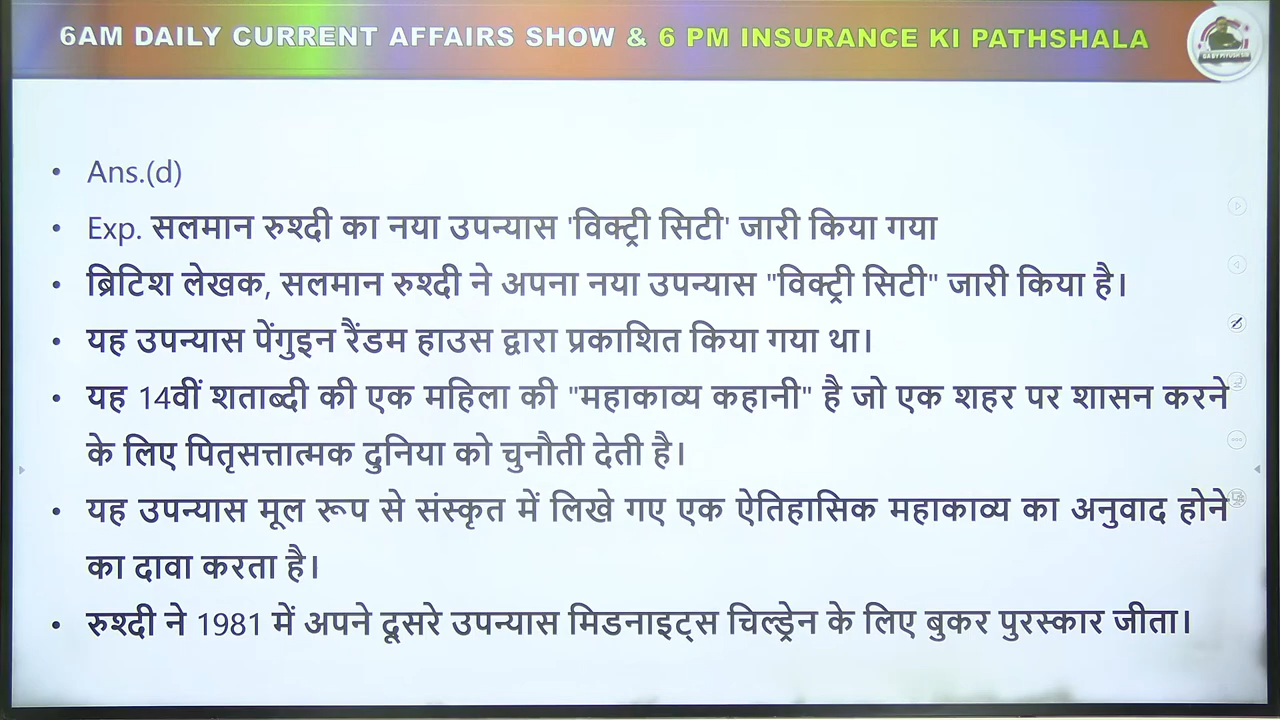 6AM DAILY CURRENT AFFAIRS SHOW & 6 PM INSURANCE KI PATHSHALA
• Ans.(d)
• Exp. सलमान रुश्दी का नया उपन्यास 'विक्ट्री सिटी' जारी किया गया
• ब्रिटिश लेखक, सलमान रुश्दी ने अपना नया उपन्यास "विक्ट्री सिटी" जारी किया है।
• यह उपन्यास पेंगुइन रैंडम हाउस द्वारा प्रकाशित किया गया था।
• यह 14वीं शताब्दी की एक महिला की "महाकाव्य कहानी" है जो एक शहर पर शासन करने
के लिए पितृसत्तात्मक दुनिया को चुनौती देती है।
• यह उपन्यास मूल रूप से संस्कृत में लिखे गए एक ऐतिहासिक महाकाव्य का अनुवाद होने
का दावा करता है।
• रुश्दी ने 1981 में अपने दूसरे उपन्यास मिडनाइट्स चिल्ड्रेन के लिए बुकर पुरस्कार जीता।